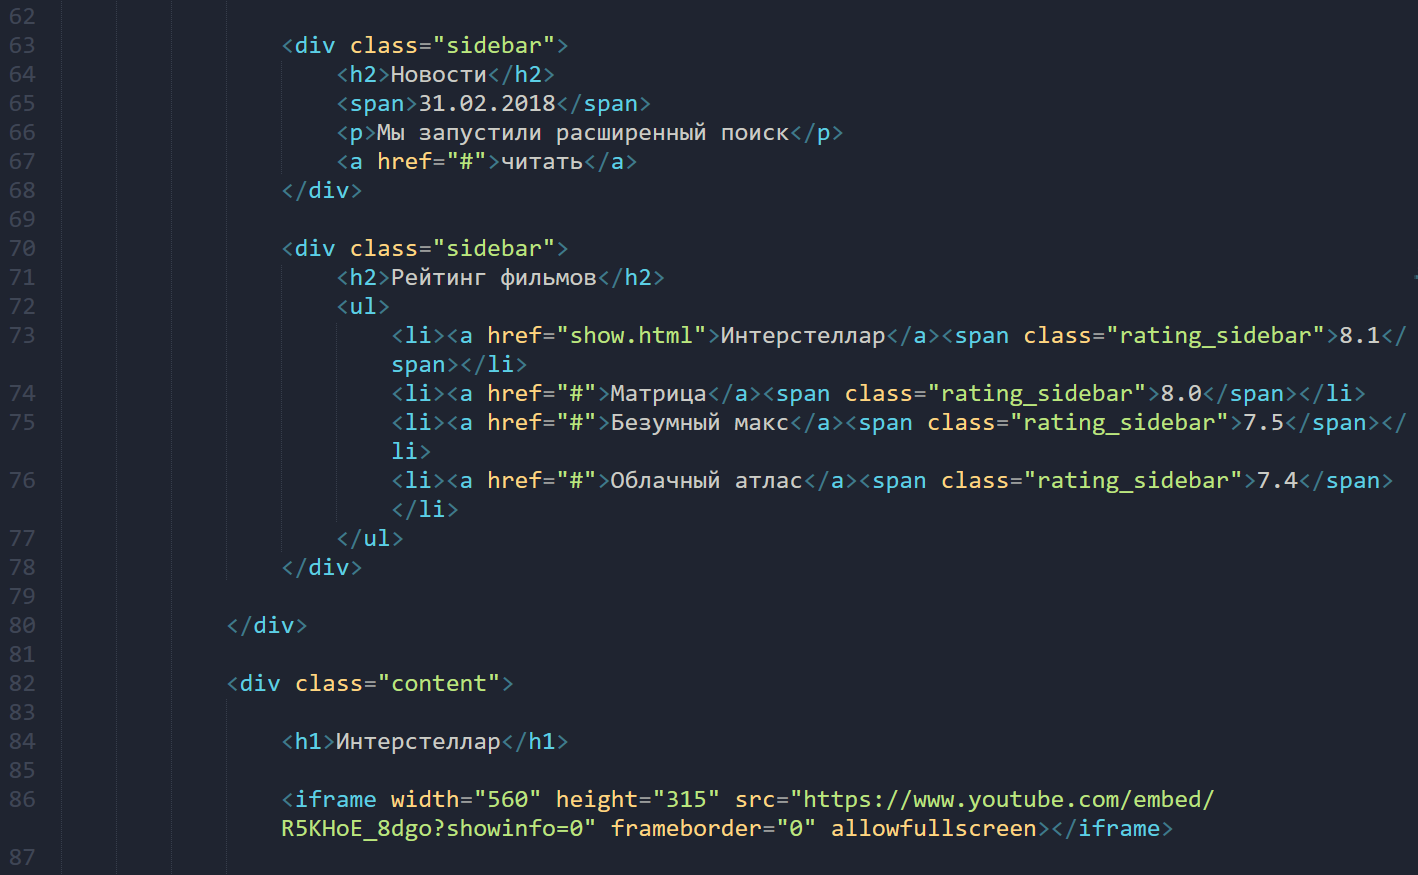 62
63 <div class="sidebar">
64 <h2>Новости</h2>
65 <span>31.02.2018</span>
66 <p>Мы запустили расширенный поиск</p>
67 <a href="#">читать</a>
68 </div>
69
70 <div class="sidebar">
71 <h2>Рейтинг фильмов</h2>
72 <ul>
73 <li><a href="show.html">Интерстеллар</a><span class="rating_sidebar">8.1</
span></li>
74 <li><a href="#">Матрица</a><span class="rating_sidebar">8.0</span></li>
75 <li><a href="#">Безумный макс</a><span class="rating_sidebar">7.5</span></
li>
76 <li><a href="#">Облачный атлас</a><span class="rating_sidebar">7.4</span>
</li>
77 </ul>
78 </div>
79
80 </div>
81
82 <div class="content">
83
84 <h1>Интерстеллар</h1>
85
86 <iframe width="560" height="315" src="https://www.youtube.com/embed/
R5KHoE_8dgo?showinfo=0" frameborder="0" allowfullscreen></iframe>
87